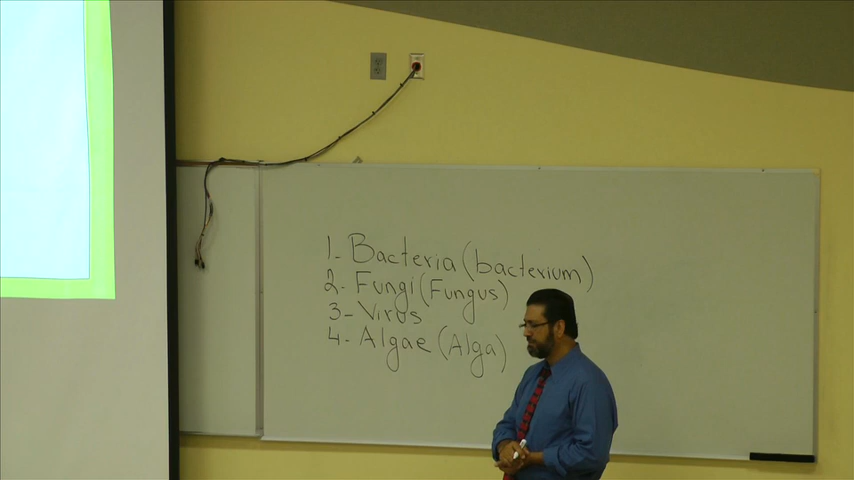 1- Bacteria (bacterium)
2- Fungi (Fungus)
3- Virus
4- Algae (Alga)